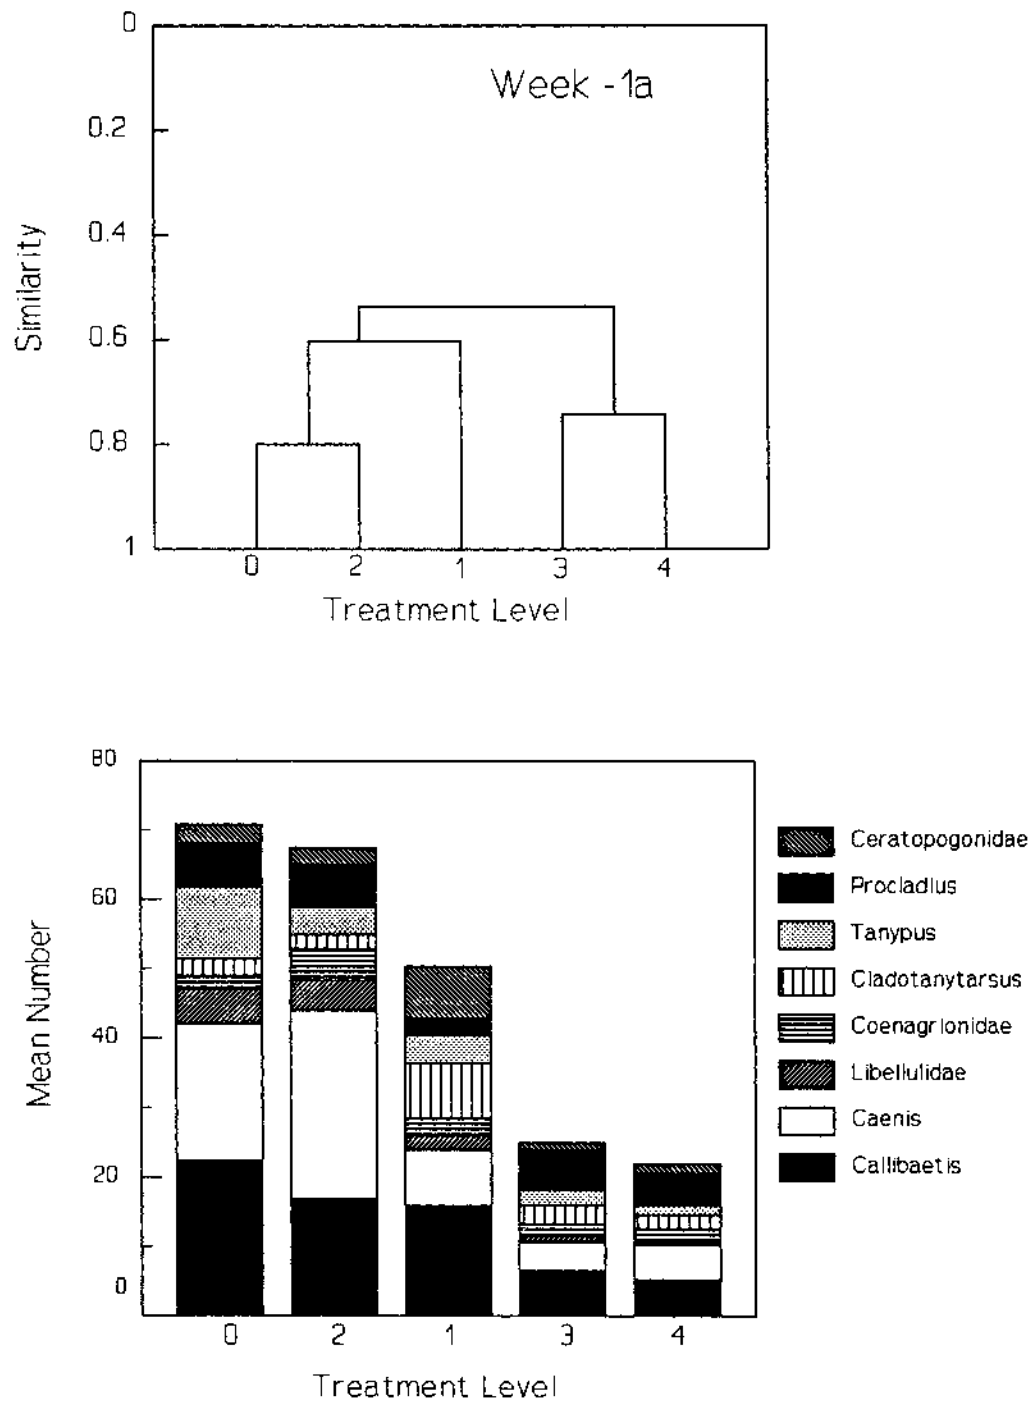 Week -1a
0
0.2
0.4
0.6
0.8
1
Similarity
0 2 1 3 4
Treatment Level
80
60
40
20
0
Mean Number
0 2 1 3 4
Treatment Level
Ceratopogonidae
Procladius
Tanypus
Cladotanytarsus
Coenagrionidae
Libellulidae
Caenis
Callibaetis